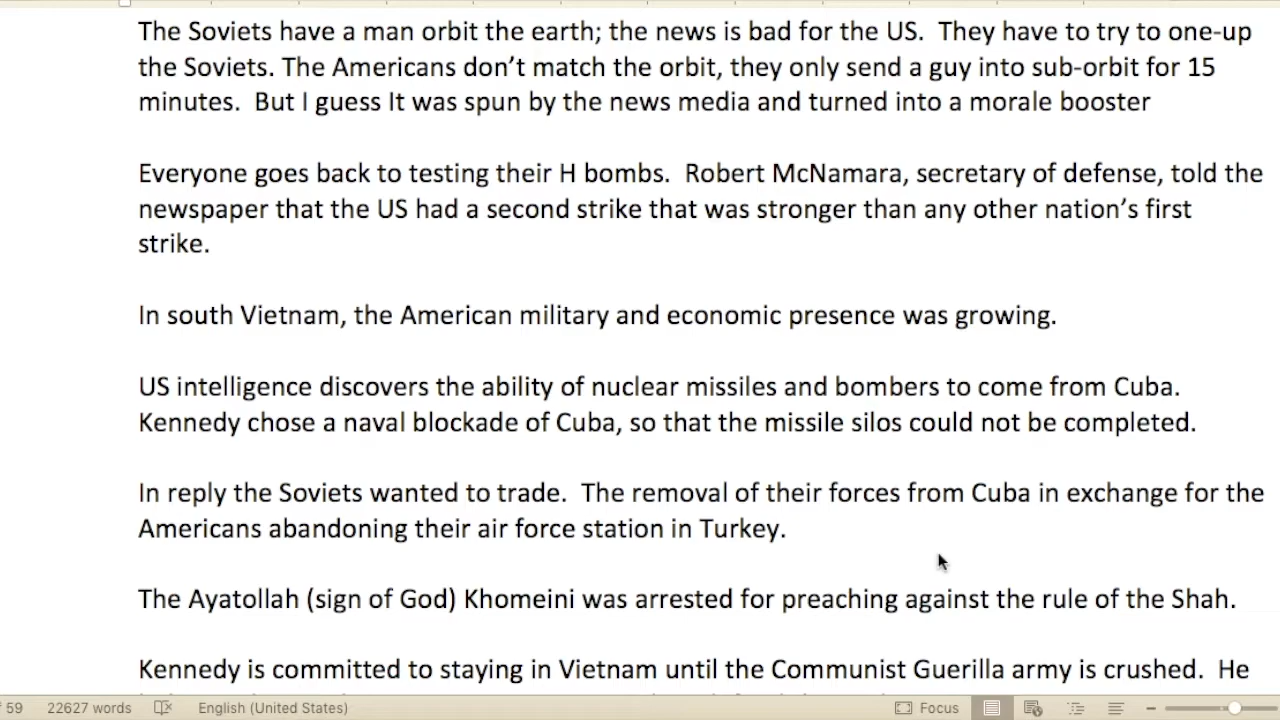 The Soviets have a man orbit the earth; the news is bad for the US.  They have to try to one-up
the Soviets. The Americans don’t match the orbit, they only send a guy into sub-orbit for 15
minutes.  But I guess It was spun by the news media and turned into a morale booster
Everyone goes back to testing their H bombs.  Robert McNamara, secretary of defense, told the
newspaper that the US had a second strike that was stronger than any other nation’s first
strike.
In south Vietnam, the American military and economic presence was growing.
US intelligence discovers the ability of nuclear missiles and bombers to come from Cuba.
Kennedy chose a naval blockade of Cuba, so that the missile silos could not be completed.
In reply the Soviets wanted to trade.  The removal of their forces from Cuba in exchange for the
Americans abandoning their air force station in Turkey.
The Ayatollah (sign of God) Khomeini was arrested for preaching against the rule of the Shah.
Kennedy is committed to staying in Vietnam until the Communist Guerilla army is crushed.  He
59 22627 words English (United States) Focus